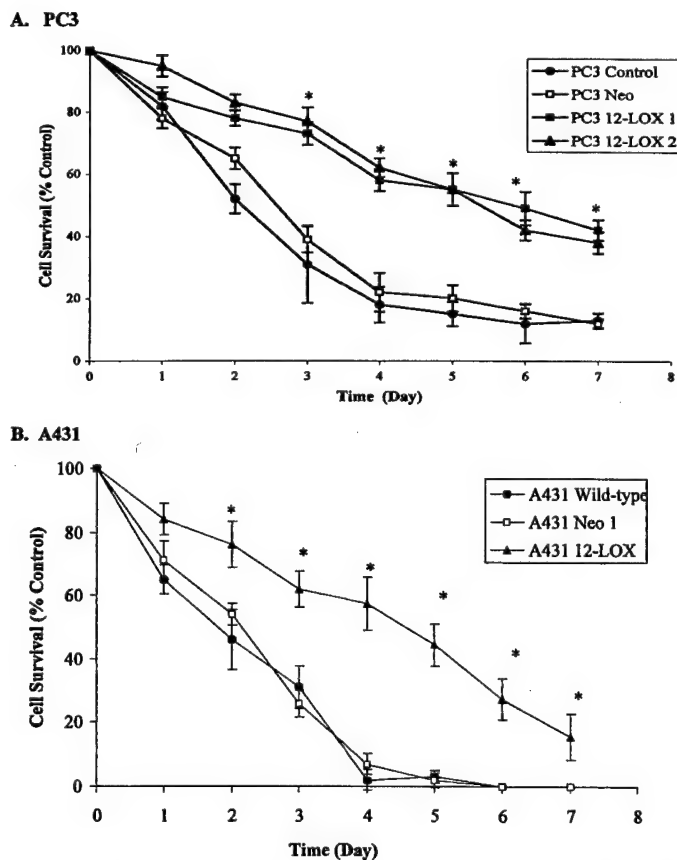 A. PC3
100
80
60
40
20
0
Cell Survival (% Control)
PC3 Control
PC3 Neo
PC3 12-LOX 1
PC3 12-LOX 2
* * * * *
0 1 2 3 4 5 6 7 8
Time (Day)
B. A431
100
80
60
40
20
0
Cell Survival (% Control)
A431 Wild-type
A431 Neo 1
A431 12-LOX
* * * * * *
0 1 2 3 4 5 6 7 8
Time (Day)